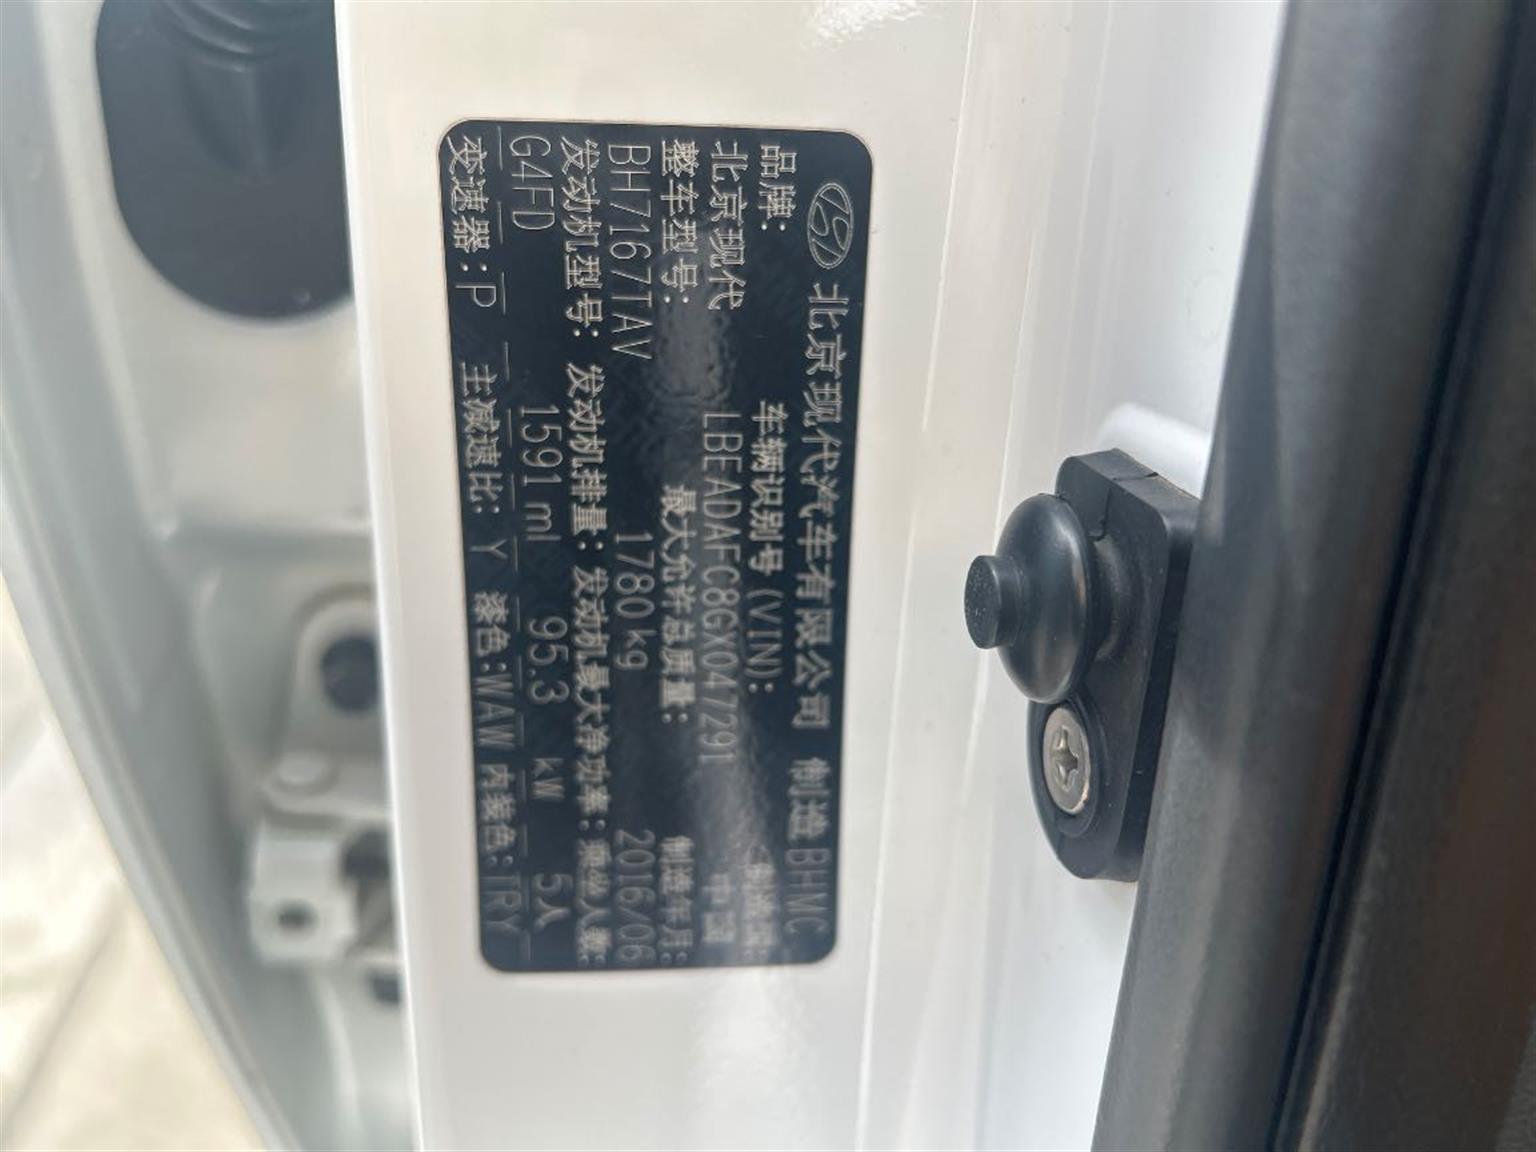 北京现代汽车有限公司 制造 BHMC
品牌: 车辆识别号(VIN): 制造国:
北京现代 LBEADAFC8GX047291 中国
整车型号: 最大允许总质量: 制造年月:
BH7167TAV 1780kg 2016/06
发动机型号: 发动机排量: 发动机最大净功率: 乘坐人数:
G4FD 1591 ml 95.3 kW 5人
变速器:P 主减速比: Y 漆色:WAW 内装色:TRY